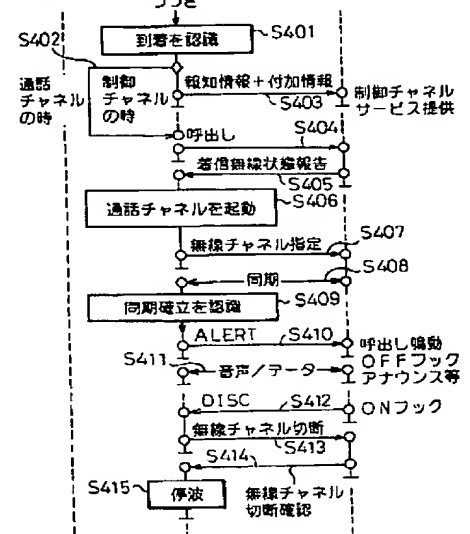 つづき
到着を認識
S401
S402
通話
チャネル
の時
制御
チャネル
の時
報知情報+付加情報
S403
制御チャネル
サービス提供
呼出し
S404
着信無線状態報告
S405
通話チャネルを起動
S406
無線チャネル指定
S407
同期
S408
同期確立を認識
S409
ALERT
S410
呼出し鳴動
S411
音声/データ
OFFフック
アナウンス等
DISC
S412
ONフック
無線チャネル切断
S413
S414
無線チャネル
切断確認
S415
停波